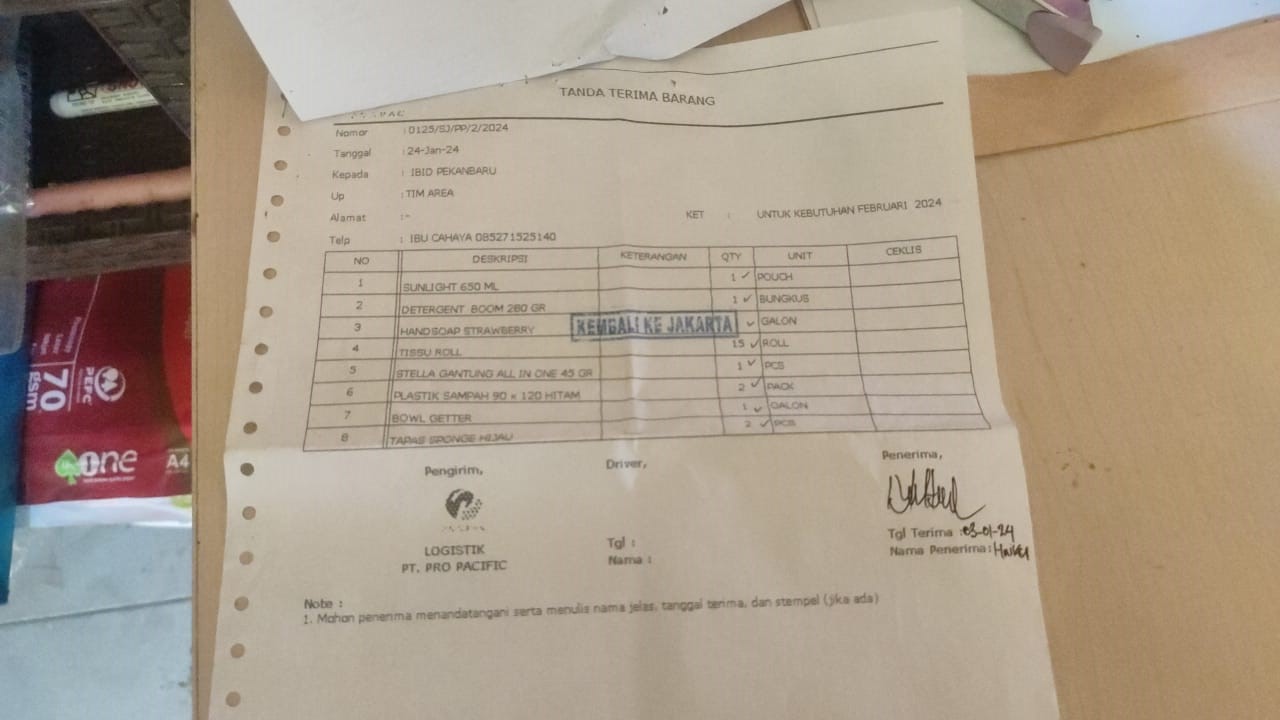 TANDA TERIMA BARANG
Nomor : 0125/SJ/PP/2/2024
Tanggal : 24-Jan-24
Kepada : IBID PEKANBARU
Up : TIM AREA
Alamat :-
KET : UNTUK KEBUTUHAN FEBRUARI 2024
Telp : IBU CAHAYA 085271525140
NO DESKRIPSI KETERANGAN QTY UNIT CEKLIS
1 SUNLIGHT 650 ML 1 ✓ POUCH
2 DETERGENT BOOM 280 GR 1 ✓ BUNGKUS
3 HANDSOAP STRAWBERRY ✓ GALON
KEMBALI KE JAKARTA
4 TISSU ROLL 15 ✓ ROLL
5 STELLA GANTUNG ALL IN ONE 45 GR 1 ✓ PCS
6 PLASTIK SAMPAH 90 x 120 HITAM 2 ✓ PACK
7 BOWL GETTER 1 ✓ GALON
8 TAPAS SPONGE HIJAU 2 ✓ PCS
Pengirim, Driver, Penerima,
LOGISTIK
PT. PRO PACIFIC
Tgl :
Nama :
Tgl Terima : 03-01-24
Nama Penerima :
Note :
1. Mohon penerima menandatangani serta menulis nama jelas, tanggal terima, dan stempel (jika ada)
PEFC
70
gsm
one
A4